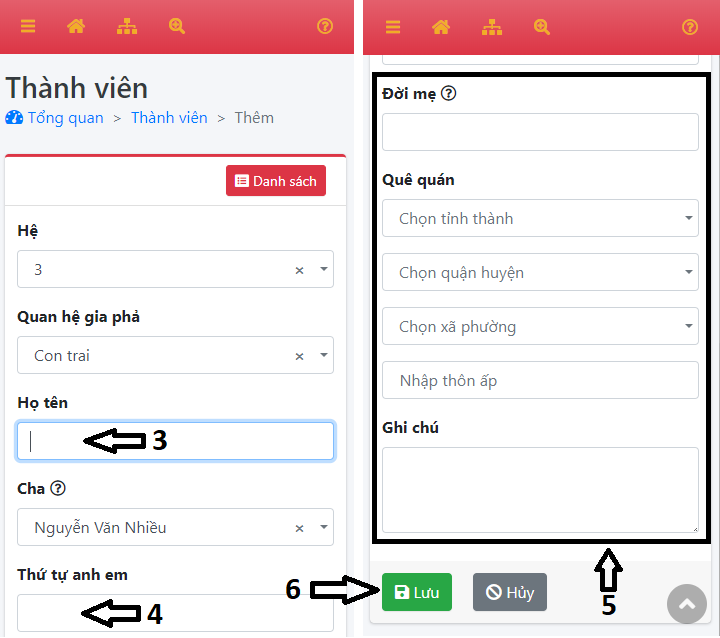 Thành viên
Tổng quan > Thành viên > Thêm
Danh sách
Hệ
3 ×
Quan hệ gia phả
Con trai ×
Họ tên
3
Cha ?
Nguyễn Văn Nhiều ×
Thứ tự anh em
4
Đời mẹ ?
Quê quán
Chọn tỉnh thành
Chọn quận huyện
Chọn xã phường
Nhập thôn ấp
Ghi chú
5
6
Lưu Hủy